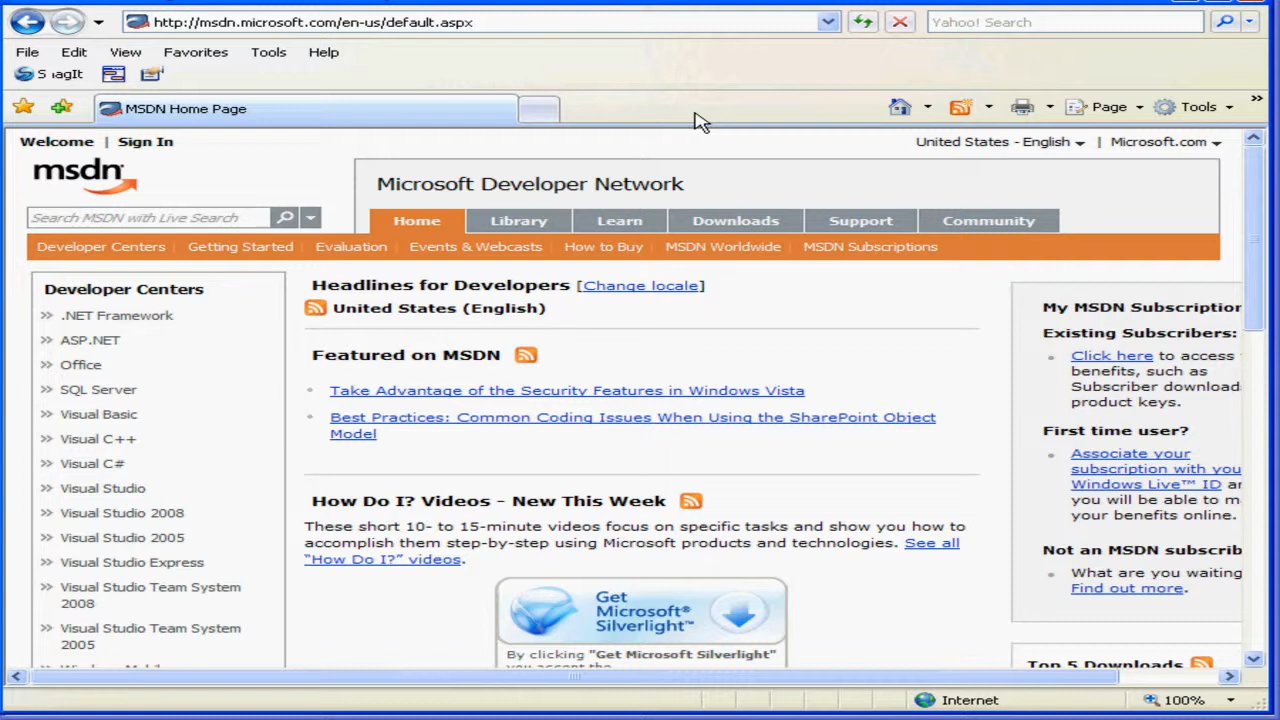 http://msdn.microsoft.com/en-us/default.aspx
Yahoo! Search
File Edit View Favorites Tools Help
SnagIt
MSDN Home Page
Page Tools
Welcome | Sign In
United States - English | Microsoft.com
msdn
Microsoft Developer Network
Search MSDN with Live Search
Home Library Learn Downloads Support Community
Developer Centers Getting Started Evaluation Events & Webcasts How to Buy MSDN Worldwide MSDN Subscriptions
Developer Centers
.NET Framework
ASP.NET
Office
SQL Server
Visual Basic
Visual C++
Visual C#
Visual Studio
Visual Studio 2008
Visual Studio 2005
Visual Studio Express
Visual Studio Team System
2008
Visual Studio Team System
2005
Headlines for Developers [Change locale]
United States (English)
Featured on MSDN
Take Advantage of the Security Features in Windows Vista
Best Practices: Common Coding Issues When Using the SharePoint Object
Model
How Do I? Videos - New This Week
These short 10- to 15-minute videos focus on specific tasks and show you how to
accomplish them step-by-step using Microsoft products and technologies. See all
"How Do I?" videos.
Get
Microsoft®
Silverlight™
By clicking "Get Microsoft Silverlight"
you accept the
My MSDN Subscription
Existing Subscribers:
Click here to access
benefits, such as
Subscriber download
product keys.
First time user?
Associate your
subscription with you
Windows Live™ ID an
you will be able to m
your benefits online.
Not an MSDN subscrib
What are you waiting
Find out more.
Top 5 Downloads
Internet
100%